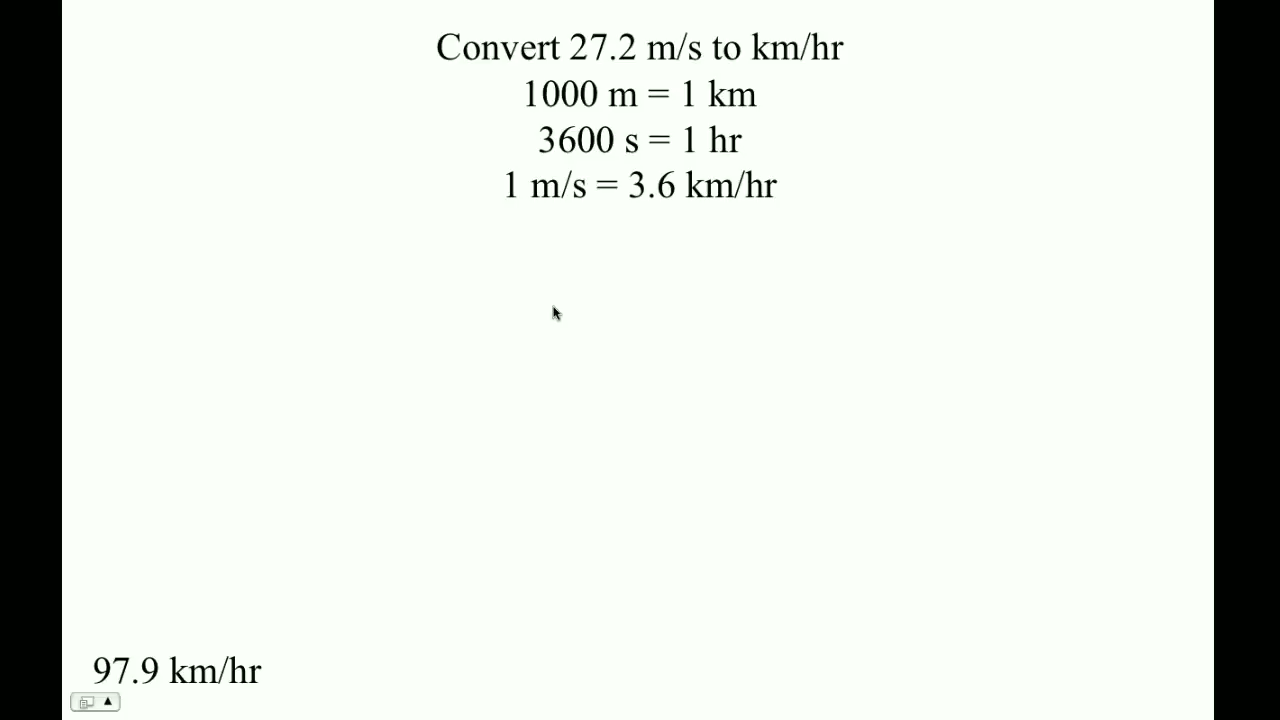 Convert 27.2 m/s to km/hr
1000 m = 1 km
3600 s = 1 hr
1 m/s = 3.6 km/hr
97.9 km/hr